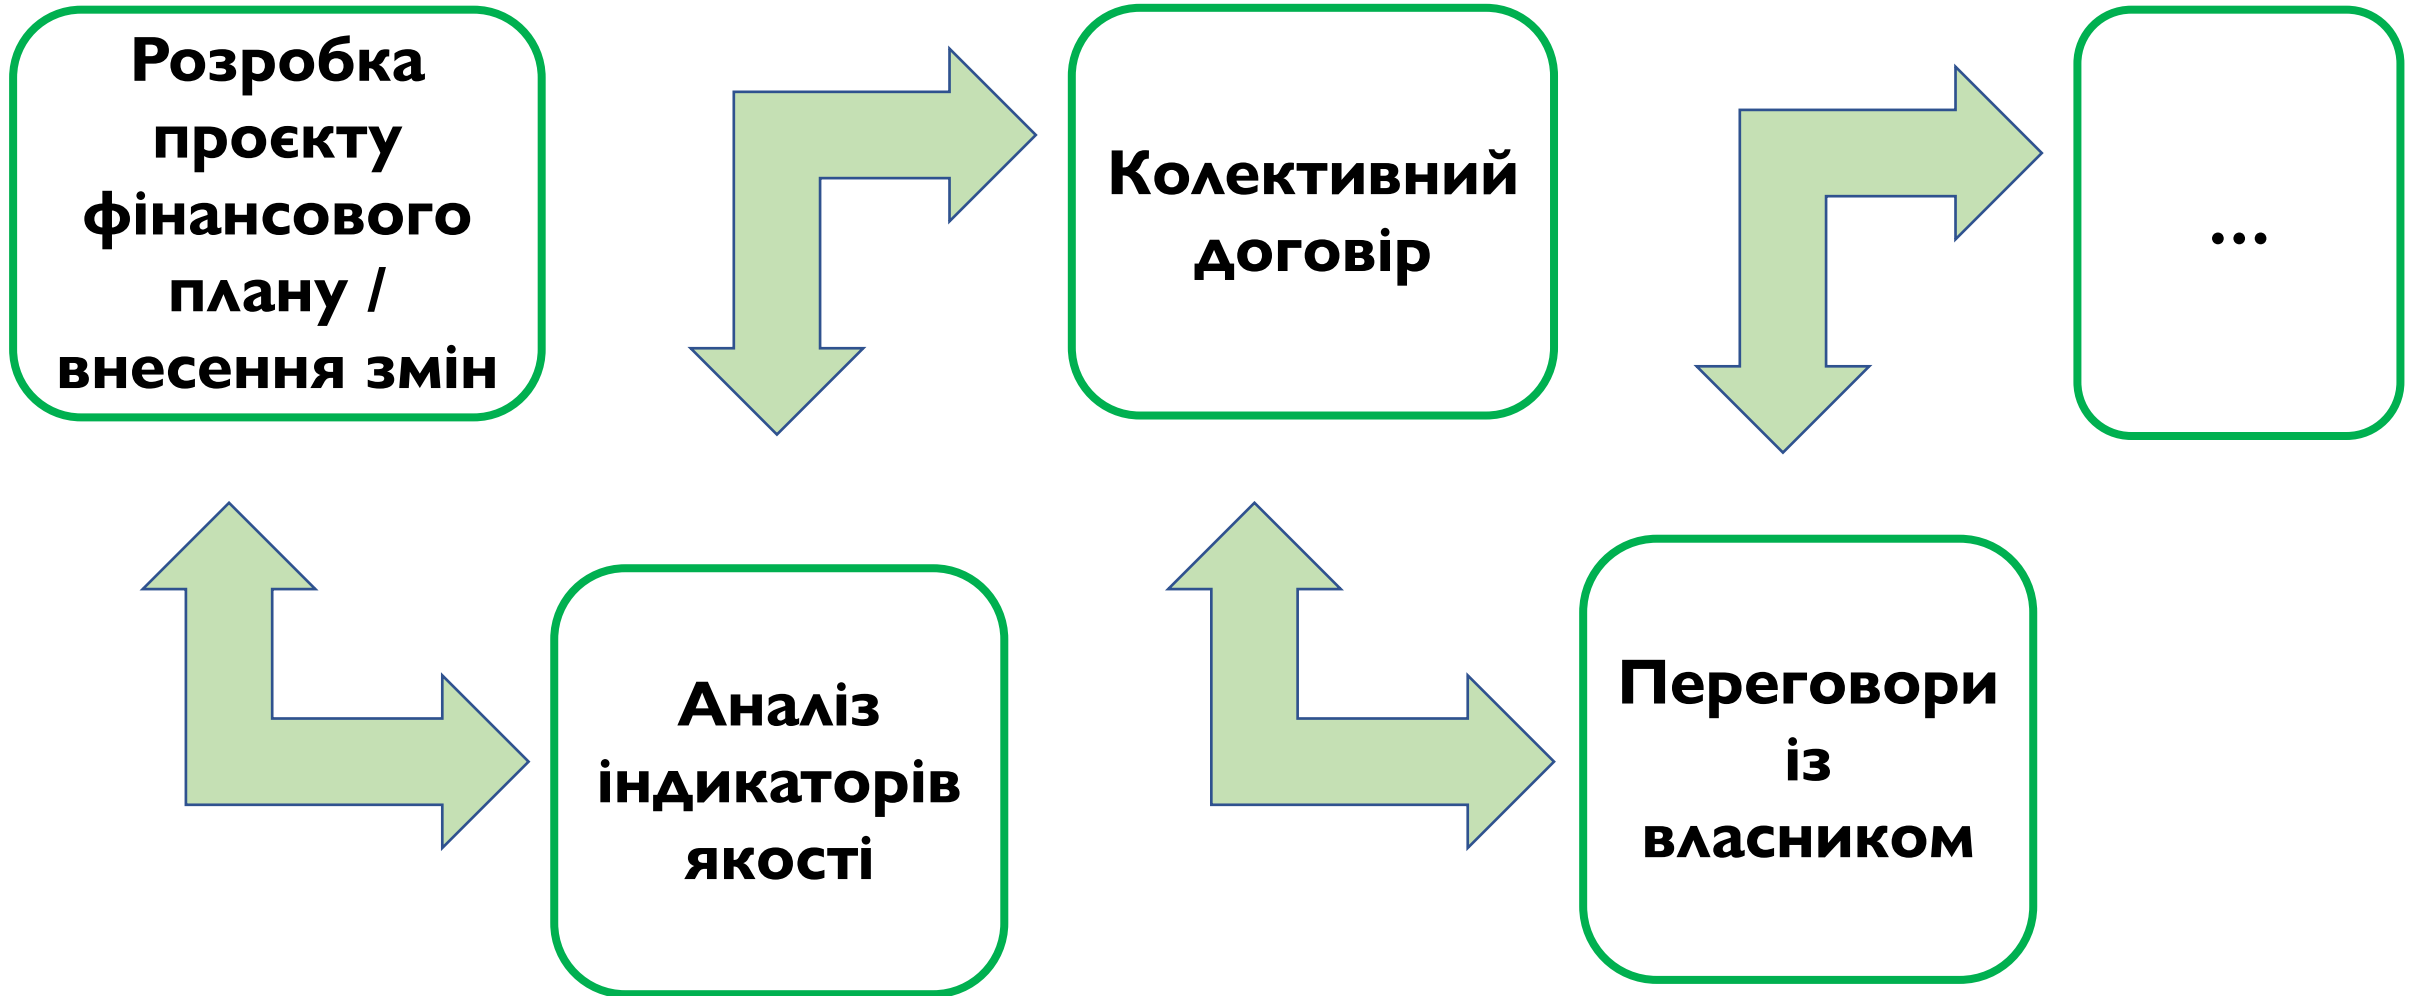 Розробка
проєкту
фінансового
плану /
внесення змін
Аналіз
індикаторів
якості
Колективний
договір
Переговори
із
власником
...